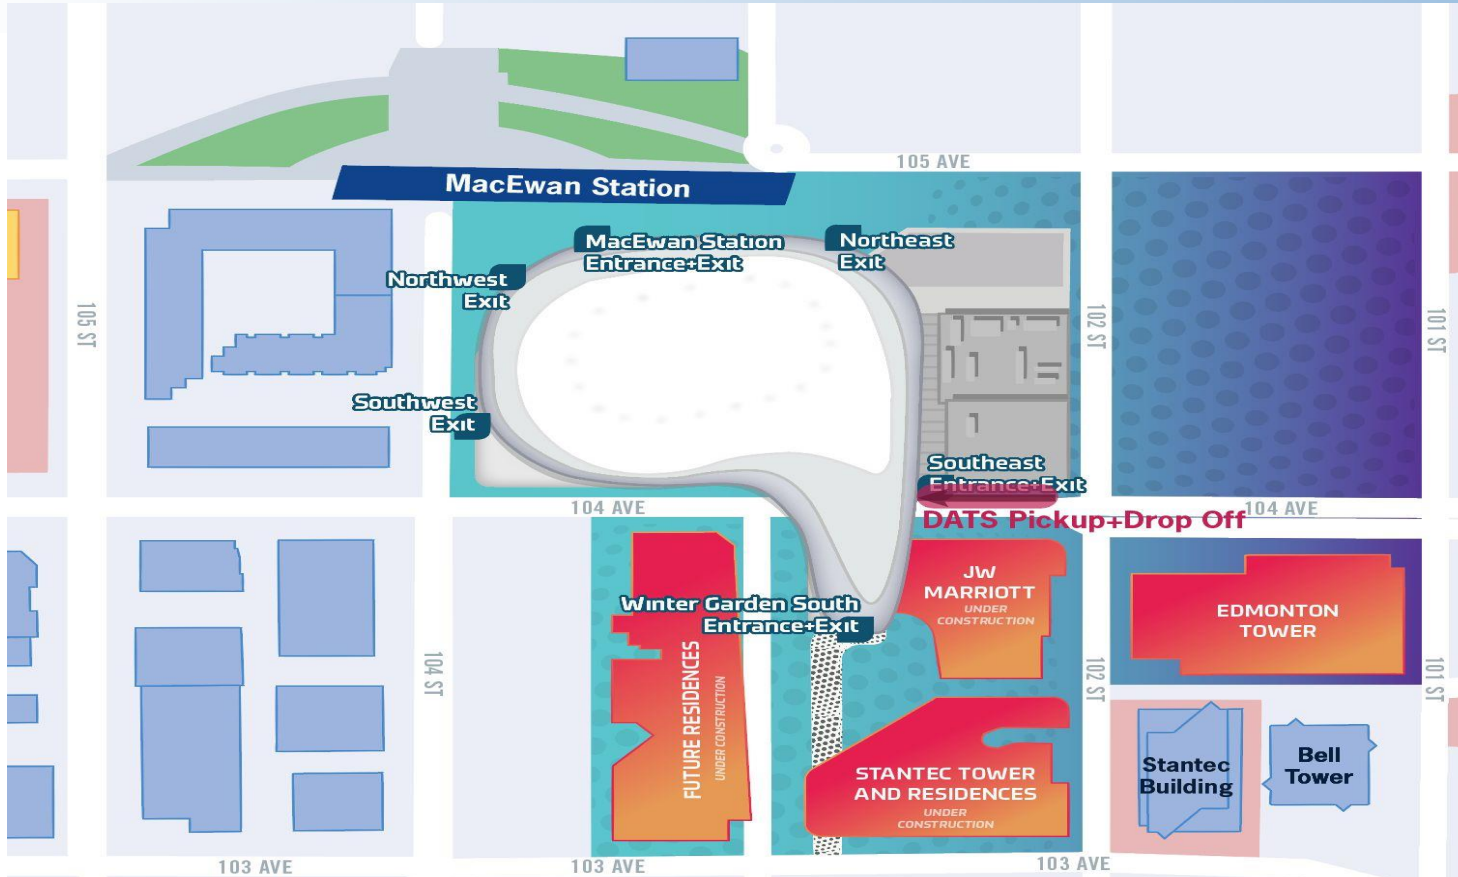 105 AVE
MacEwan Station
MacEwan Station
Entrance+Exit
Northeast
Exit
Northwest
Exit
105 ST
102 ST
101 ST
Southwest
Exit
Southeast
Entrance+Exit
104 AVE
104 AVE
DATS Pickup+Drop Off
JW
MARRIOTT
UNDER
CONSTRUCTION
Winter Garden South
Entrance+Exit
EDMONTON
TOWER
104 ST
FUTURE RESIDENCES
UNDER CONSTRUCTION
102 ST
101 ST
STANTEC TOWER
AND RESIDENCES
UNDER
CONSTRUCTION
Stantec
Building
Bell
Tower
103 AVE
103 AVE
103 AVE